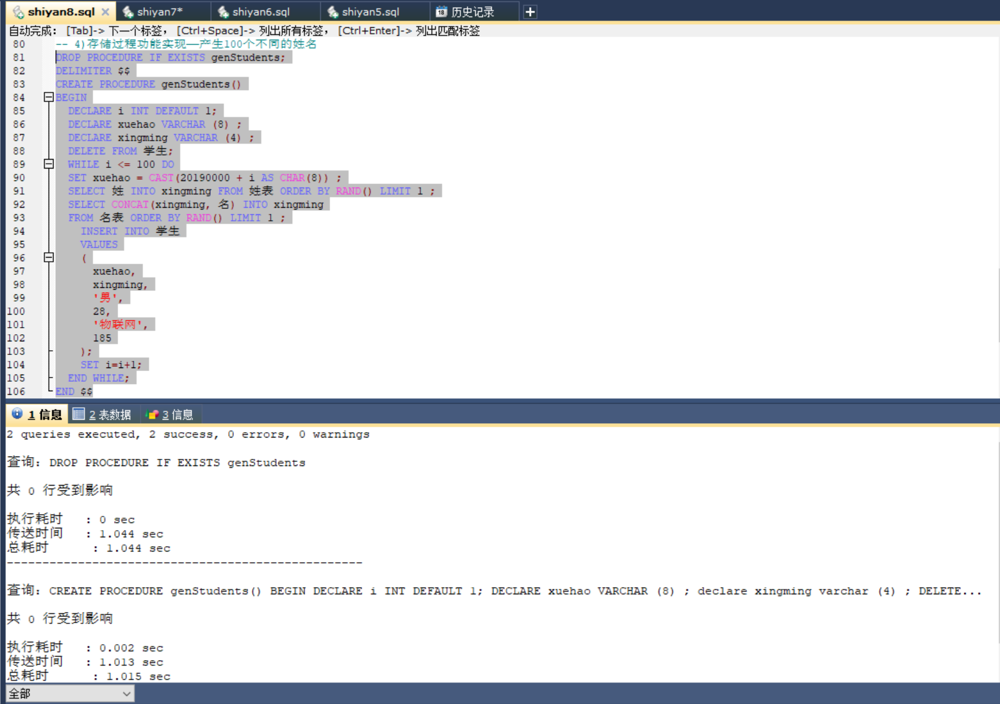 shiyan8.sql shiyan7* shiyan6.sql shiyan5.sql 18 历史记录
自动完成： [Tab]-> 下一个标签， [Ctrl+Space]-> 列出所有标签， [Ctrl+Enter]-> 列出匹配标签
80 -- 4)存储过程功能实现——产生100个不同的姓名
81 DROP PROCEDURE IF EXISTS genStudents;
82 DELIMITER $$
83 CREATE PROCEDURE genStudents()
84 BEGIN
85 DECLARE i INT DEFAULT 1;
86 DECLARE xuehao VARCHAR (8) ;
87 DECLARE xingming VARCHAR (4) ;
88 DELETE FROM 学生;
89 WHILE i <= 100 DO
90 SET xuehao = CAST(20190000 + i AS CHAR(8)) ;
91 SELECT 姓 INTO xingming FROM 姓表 ORDER BY RAND() LIMIT 1 ;
92 SELECT CONCAT(xingming, 名) INTO xingming
93 FROM 名表 ORDER BY RAND() LIMIT 1 ;
94 INSERT INTO 学生
95 VALUES
96 (
97 xuehao,
98 xingming,
99 '男',
100 28,
101 '物联网',
102 185
103 );
104 SET i=i+1;
105 END WHILE;
106 END $$
1 信息 2 表数据 3 信息
2 queries executed, 2 success, 0 errors, 0 warnings
查询: DROP PROCEDURE IF EXISTS genStudents
共 0 行受到影响
执行耗时 : 0 sec
传送时间 : 1.044 sec
总耗时 : 1.044 sec
--------------------------------------------------
查询: CREATE PROCEDURE genStudents() BEGIN DECLARE i INT DEFAULT 1; DECLARE xuehao VARCHAR (8) ; declare xingming varchar (4) ; DELETE...
共 0 行受到影响
执行耗时 : 0.002 sec
传送时间 : 1.013 sec
总耗时 : 1.015 sec
全部